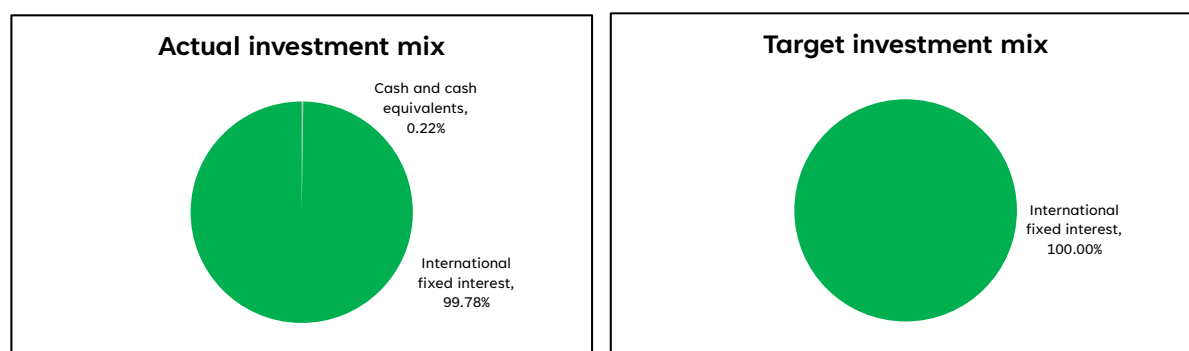 Actual investment mix
Cash and cash
equivalents,
0.22%
International
fixed interest,
99.78%
Target investment mix
International
fixed interest,
100.00%